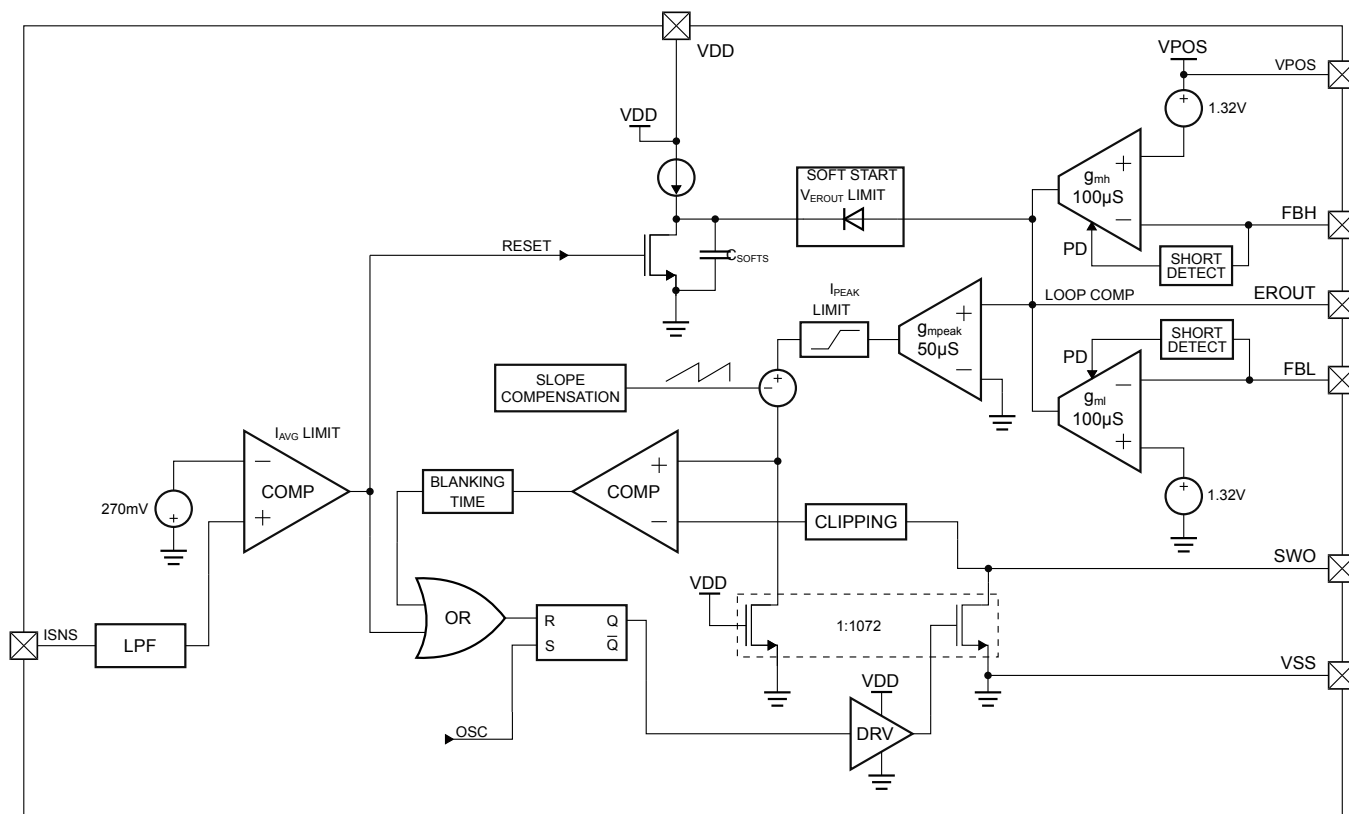 VDD
VPOS
VPOS
+
1.32V
VDD
SOFT START
VEROUT LIMIT
+
gmh
100µS
−
FBH
PD
SHORT
DETECT
RESET
CSOFTS
IPEAK
LIMIT
LOOP COMP
EROUT
+
gmpeak
50µS
−
SHORT
DETECT
PD
FBL
−
gml
100µS
+
SLOPE
COMPENSATION
+
−
IAVG LIMIT
−
COMP
+
270mV
+
BLANKING
TIME
+
COMP
−
CLIPPING
+
1.32V
SWO
VDD
1:1072
OR
R
Q
S
Q̅
ISNS
LPF
VSS
VDD
OSC
DRV